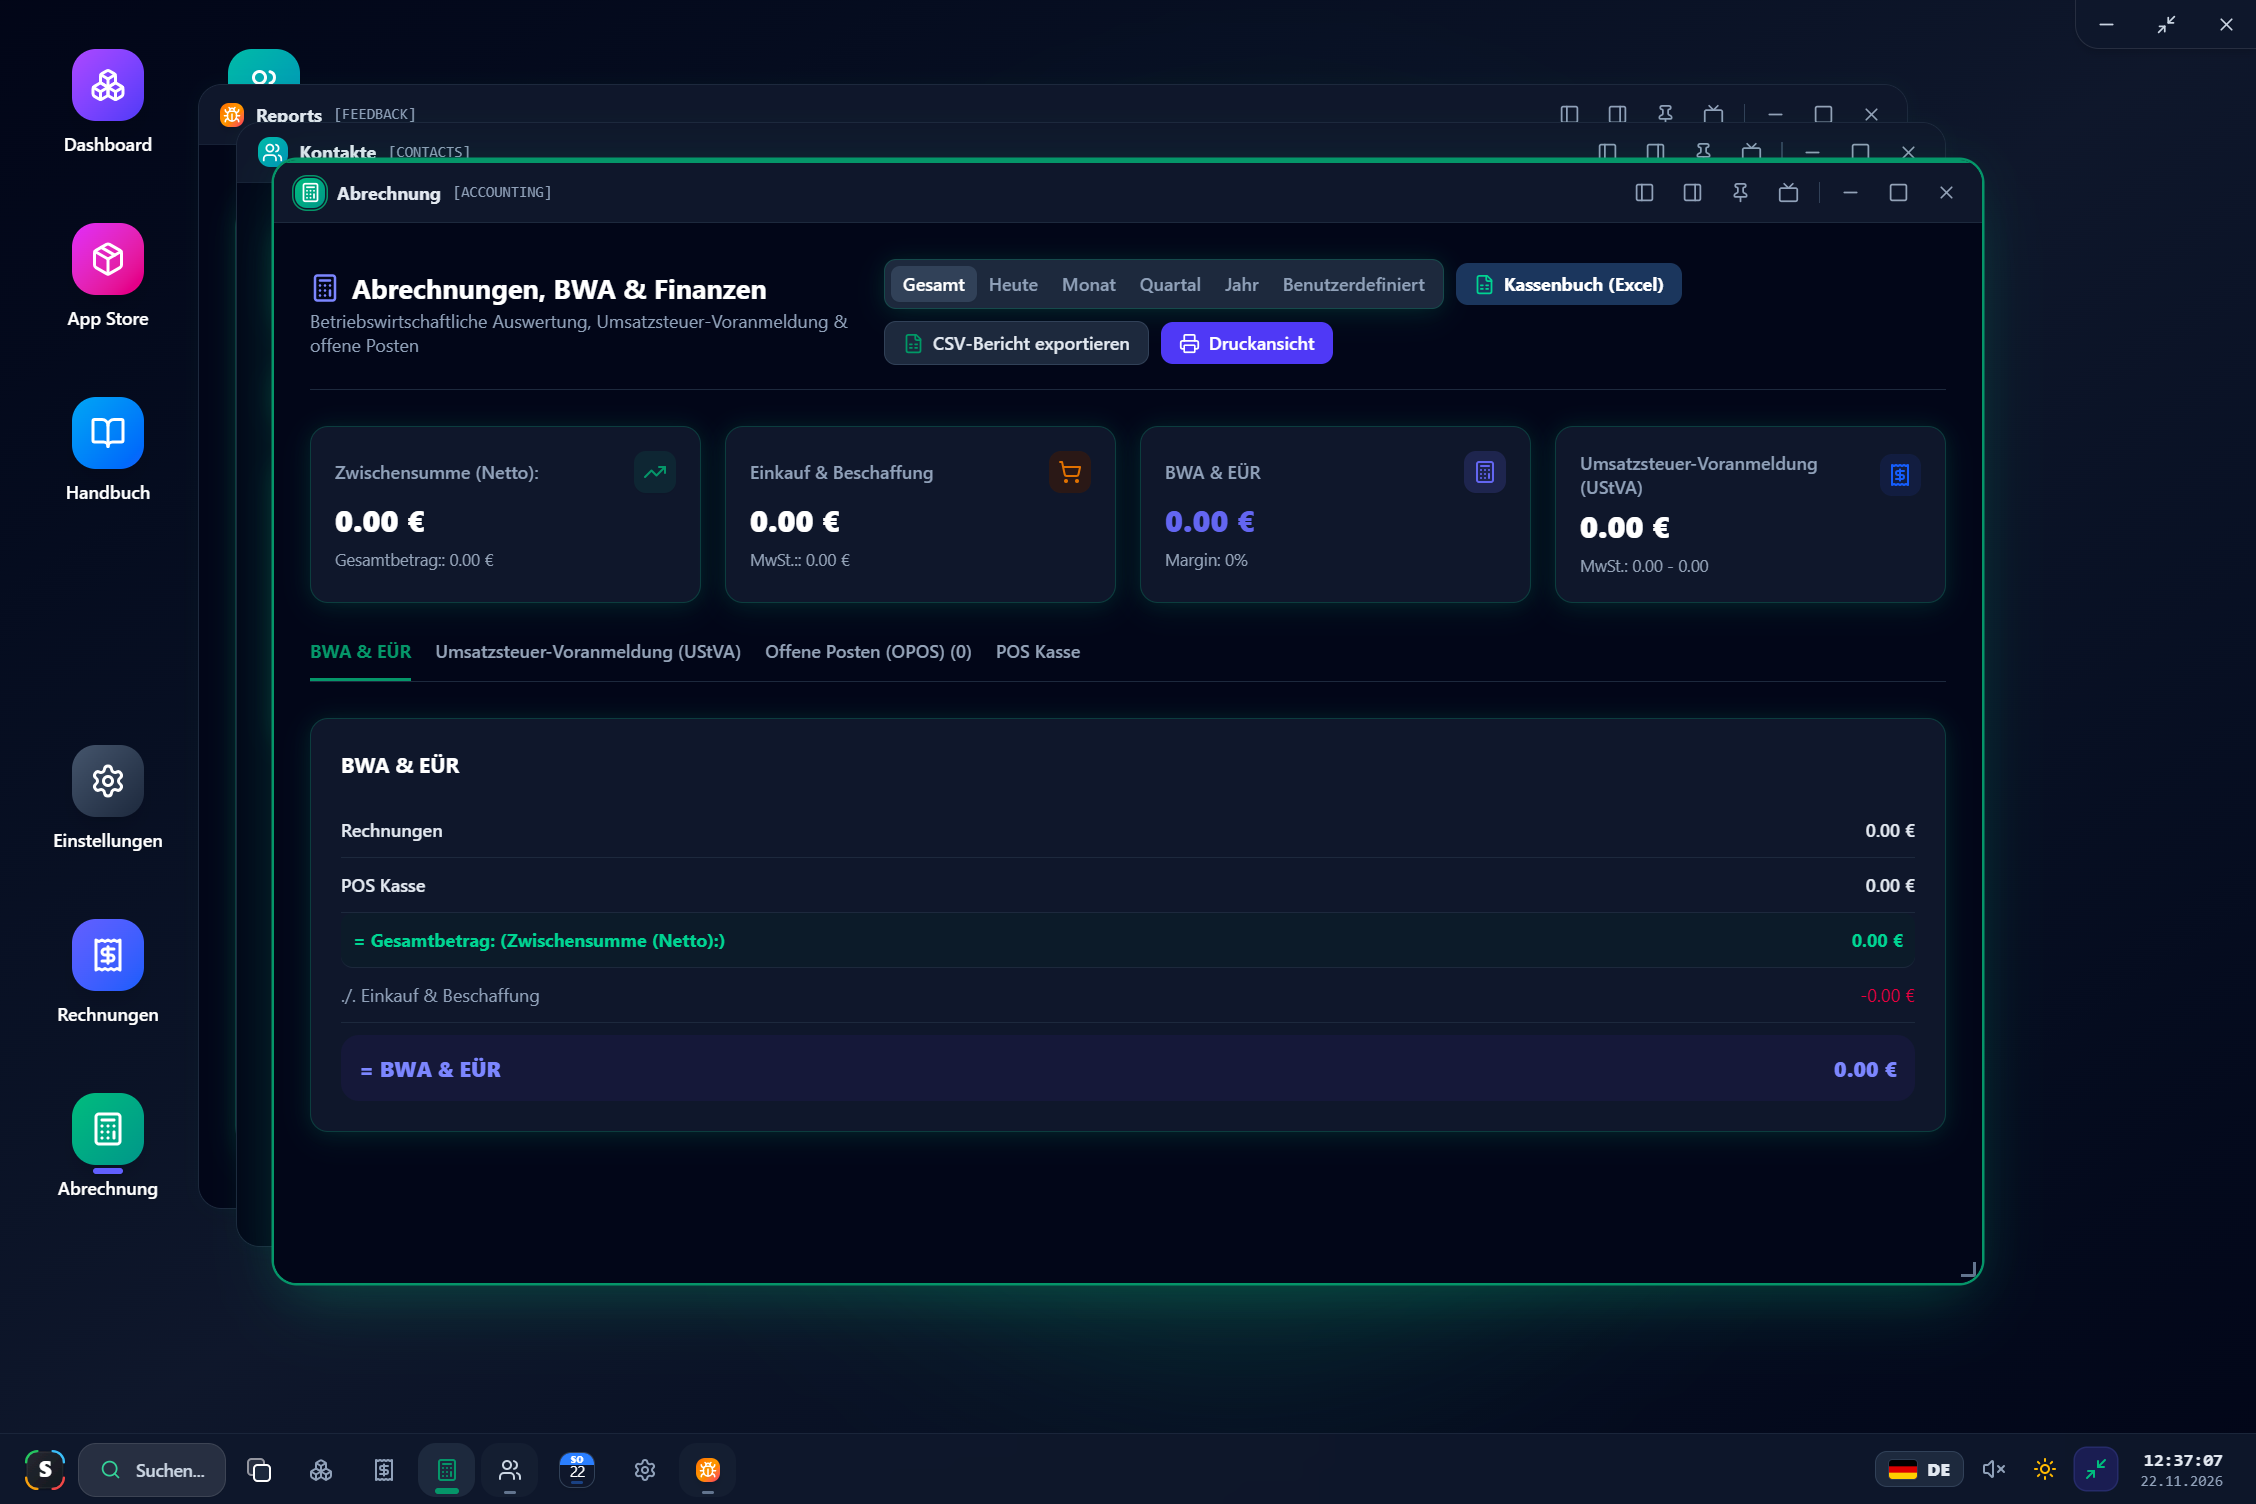 Dashboard
App Store
Handbuch
Einstellungen
Rechnungen
Abrechnung
Reports [FEEDBACK]
Kontakte [CONTACTS]
Abrechnung [ACCOUNTING]
Abrechnungen, BWA & Finanzen
Betriebswirtschaftliche Auswertung, Umsatzsteuer-Voranmeldung &
offene Posten
Gesamt Heute Monat Quartal Jahr Benutzerdefiniert
Kassenbuch (Excel)
CSV-Bericht exportieren
Druckansicht
Zwischensumme (Netto):
0.00 €
Gesamtbetrag:: 0.00 €
Einkauf & Beschaffung
0.00 €
MwSt.:: 0.00 €
BWA & EÜR
0.00 €
Margin: 0%
Umsatzsteuer-Voranmeldung
(UStVA)
0.00 €
MwSt.: 0.00 - 0.00
BWA & EÜR Umsatzsteuer-Voranmeldung (UStVA) Offene Posten (OPOS) (0) POS Kasse
BWA & EÜR
Rechnungen 0.00 €
POS Kasse 0.00 €
= Gesamtbetrag: (Zwischensumme (Netto):) 0.00 €
./. Einkauf & Beschaffung -0.00 €
= BWA & EÜR 0.00 €
S
Suchen...
SO
22
DE
12:37:07
22.11.2026